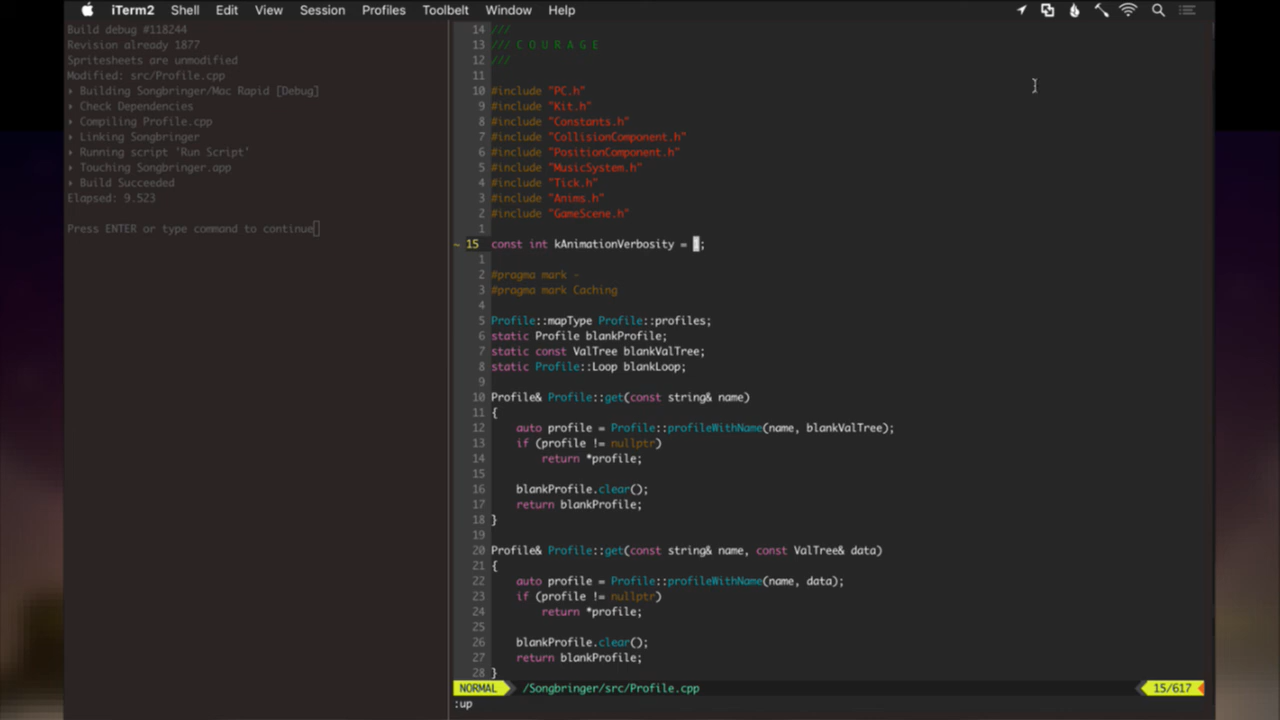 iTerm2 Shell Edit View Session Profiles Toolbelt Window Help
Build debug #118244
Revision already 1877
Spritesheets are unmodified
Modified: src/Profile.cpp
▸ Building Songbringer/Mac Rapid [Debug]
▸ Check Dependencies
▸ Compiling Profile.cpp
▸ Linking Songbringer
▸ Running script 'Run Script'
▸ Touching Songbringer.app
▸ Build Succeeded
Elapsed: 9.523
Press ENTER or type command to continue
14 ///
13 /// C O U R A G E
12 ///
11
10 #include "PC.h"
9 #include "Kit.h"
8 #include "Constants.h"
7 #include "CollisionComponent.h"
6 #include "PositionComponent.h"
5 #include "MusicSystem.h"
4 #include "Tick.h"
3 #include "Anims.h"
2 #include "GameScene.h"
1
~ 15 const int kAnimationVerbosity = ;
1
2 #pragma mark -
3 #pragma mark Caching
4
5 Profile::mapType Profile::profiles;
6 static Profile blankProfile;
7 static const ValTree blankValTree;
8 static Profile::Loop blankLoop;
9
10 Profile& Profile::get(const string& name)
11 {
12 auto profile = Profile::profileWithName(name, blankValTree);
13 if (profile != nullptr)
14 return *profile;
15
16 blankProfile.clear();
17 return blankProfile;
18 }
19
20 Profile& Profile::get(const string& name, const ValTree& data)
21 {
22 auto profile = Profile::profileWithName(name, data);
23 if (profile != nullptr)
24 return *profile;
25
26 blankProfile.clear();
27 return blankProfile;
28 }
NORMAL /Songbringer/src/Profile.cpp 15/617
:up